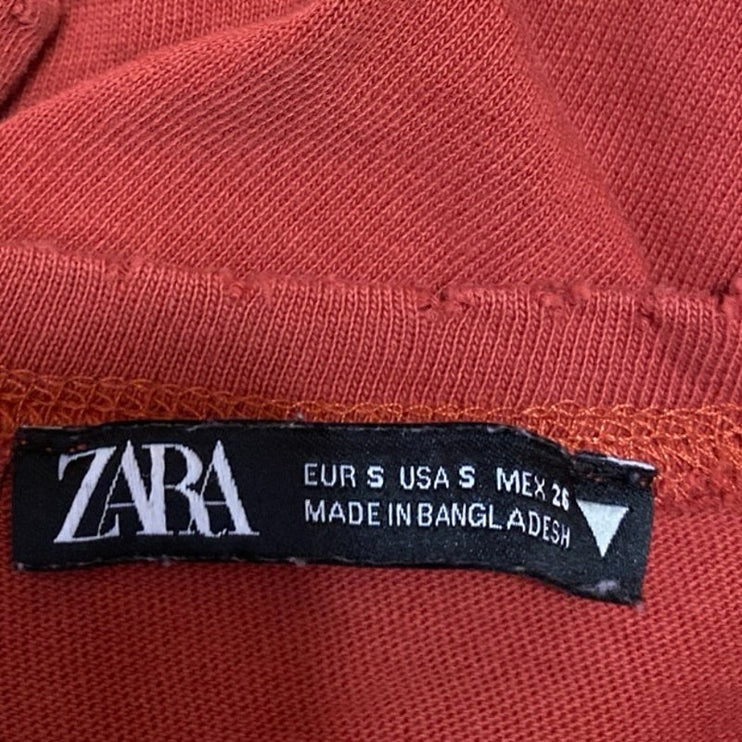 ZARA
EUR S USA S MEX 26
MADE IN BANGLADESH